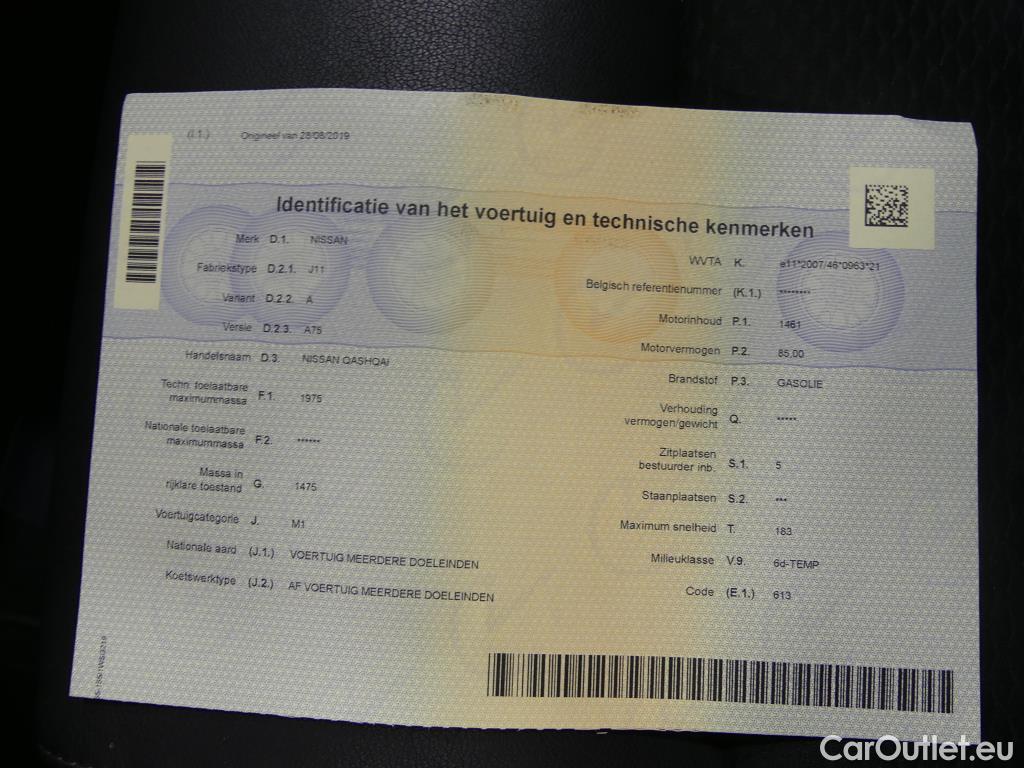 (I.1.) Origineel van 28/08/2019
Identificatie van het voertuig en technische kenmerken
Merk D.1. NISSAN
Fabriekstype D.2.1. J11
Variant D.2.2. A
Versie D.2.3. A75
Handelsnaam D.3. NISSAN QASHQAI
Techn. toelaatbare
maximummassa F.1. 1975
Nationale toelaatbare
maximummassa F.2. ******
Massa in
rijklare toestand G. 1475
Voertuigcategorie J. M1
Nationale aard (J.1.) VOERTUIG MEERDERE DOELEINDEN
Koetswerktype (J.2.) AF VOERTUIG MEERDERE DOELEINDEN
WVTA K. e11*2007/46*0963*21
Belgisch referentienummer (K.1.) ********
Motorinhoud P.1. 1461
Motorvermogen P.2. 85,00
Brandstof P.3. GASOLIE
Verhouding
vermogen/gewicht Q. *****
Zitplaatsen
bestuurder inb. S.1. 5
Staanplaatsen S.2. ***
Maximum snelheid T. 183
Milieuklasse V.9. 6d-TEMP
Code (E.1.) 613
CarOutlet.eu